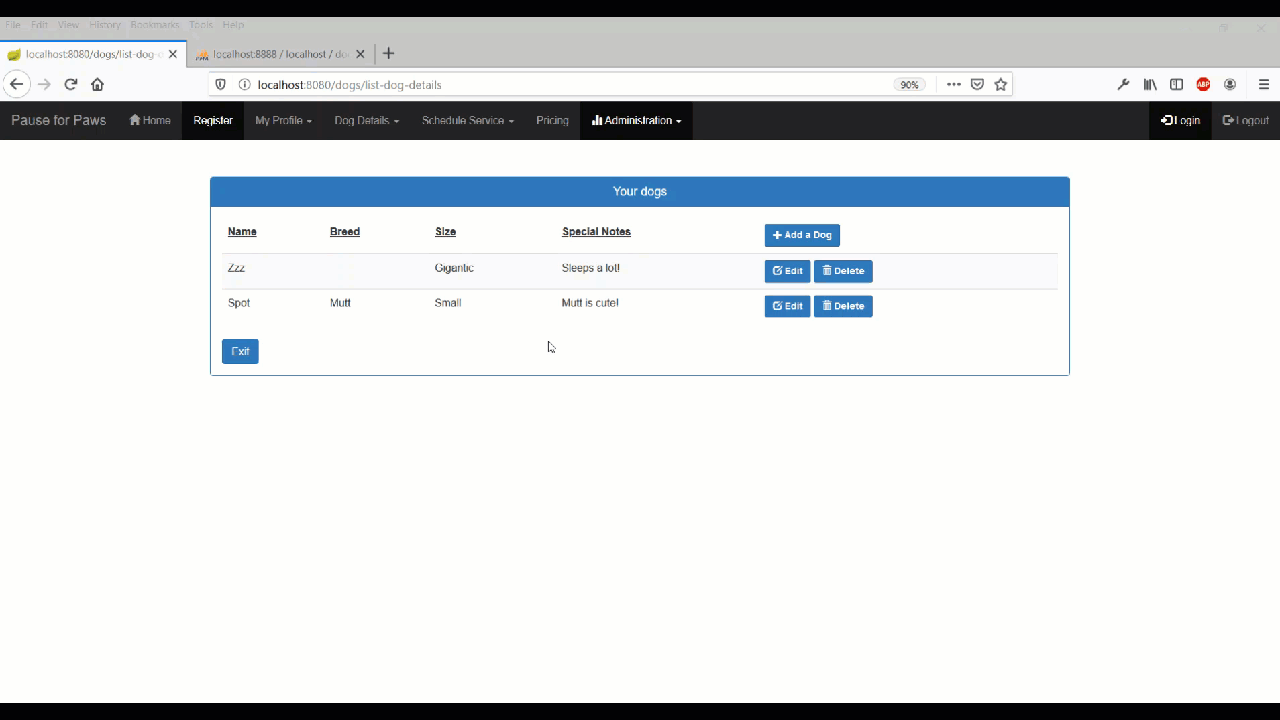 File Edit View History Bookmarks Tools Help
localhost:8080/dogs/list-dog-
localhost:8888 / localhost / do
localhost:8080/dogs/list-dog-details 90%
ABP
Pause for Paws Home Register My Profile Dog Details Schedule Service Pricing Administration Login Logout
Your dogs
Name Breed Size Special Notes Add a Dog
Zzz Gigantic Sleeps a lot! Edit Delete
Spot Mutt Small Mutt is cute! Edit Delete
Exit